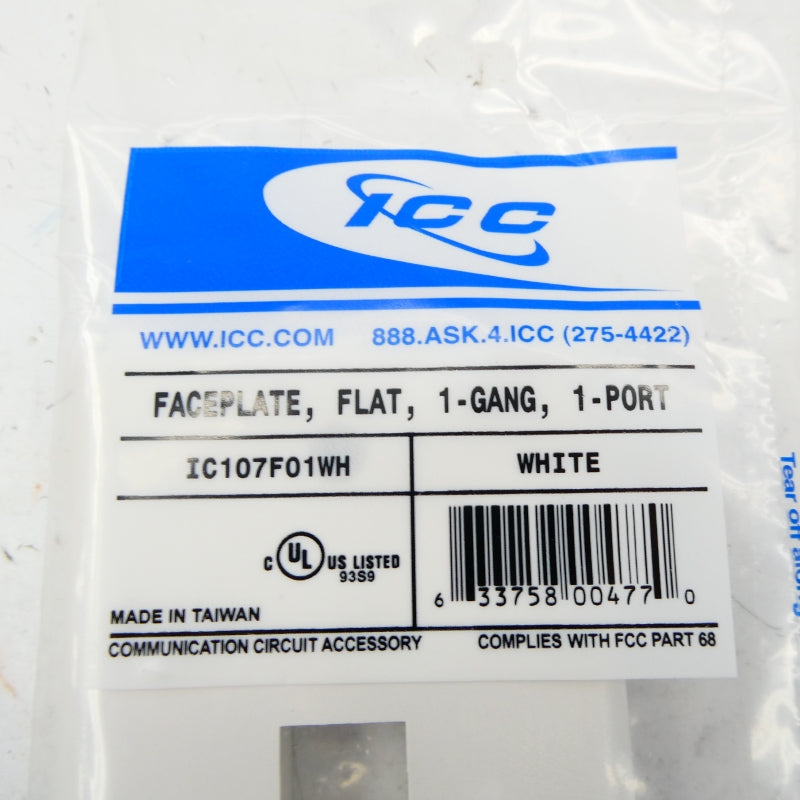 ICC
WWW.ICC.COM 888.ASK.4.ICC (275-4422)
FACEPLATE, FLAT, 1-GANG, 1-PORT
IC107F01WH WHITE
C UL US LISTED
93S9
6 33758 00477 0
MADE IN TAIWAN
COMMUNICATION CIRCUIT ACCESSORY COMPLIES WITH FCC PART 68
Tear off along